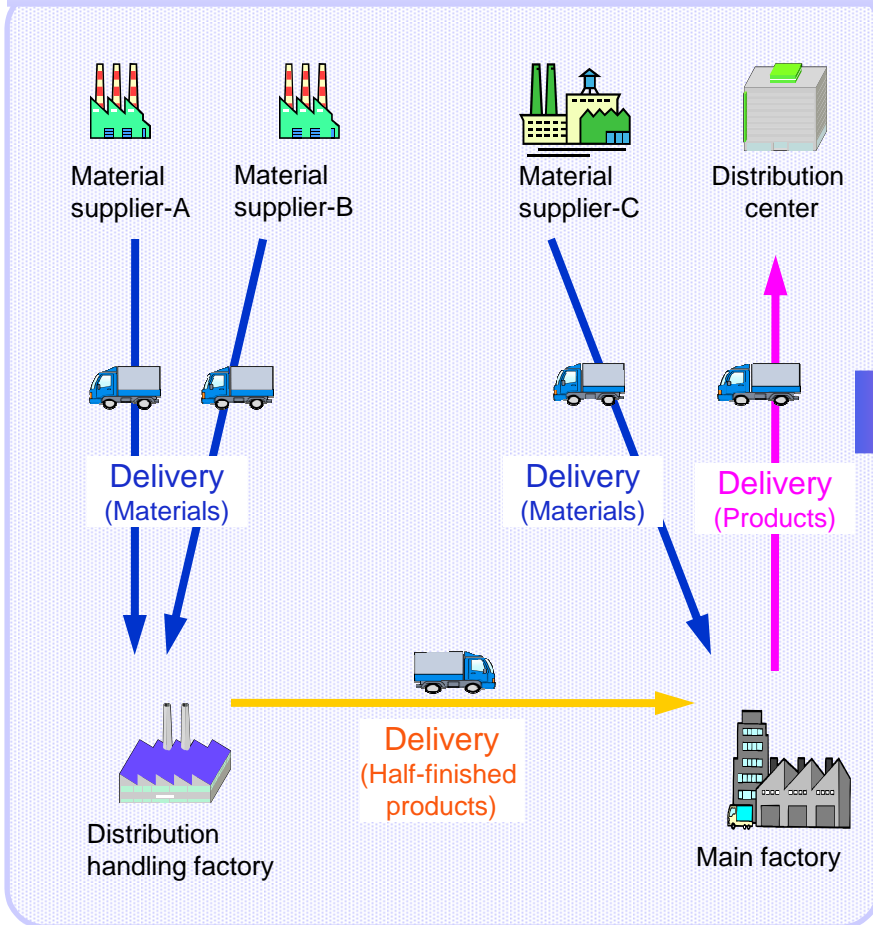 Material
supplier-A
Material
supplier-B
Material
supplier-C
Distribution
center
Delivery
(Materials)
Delivery
(Materials)
Delivery
(Products)
Delivery
(Half-finished
products)
Distribution
handling factory
Main factory